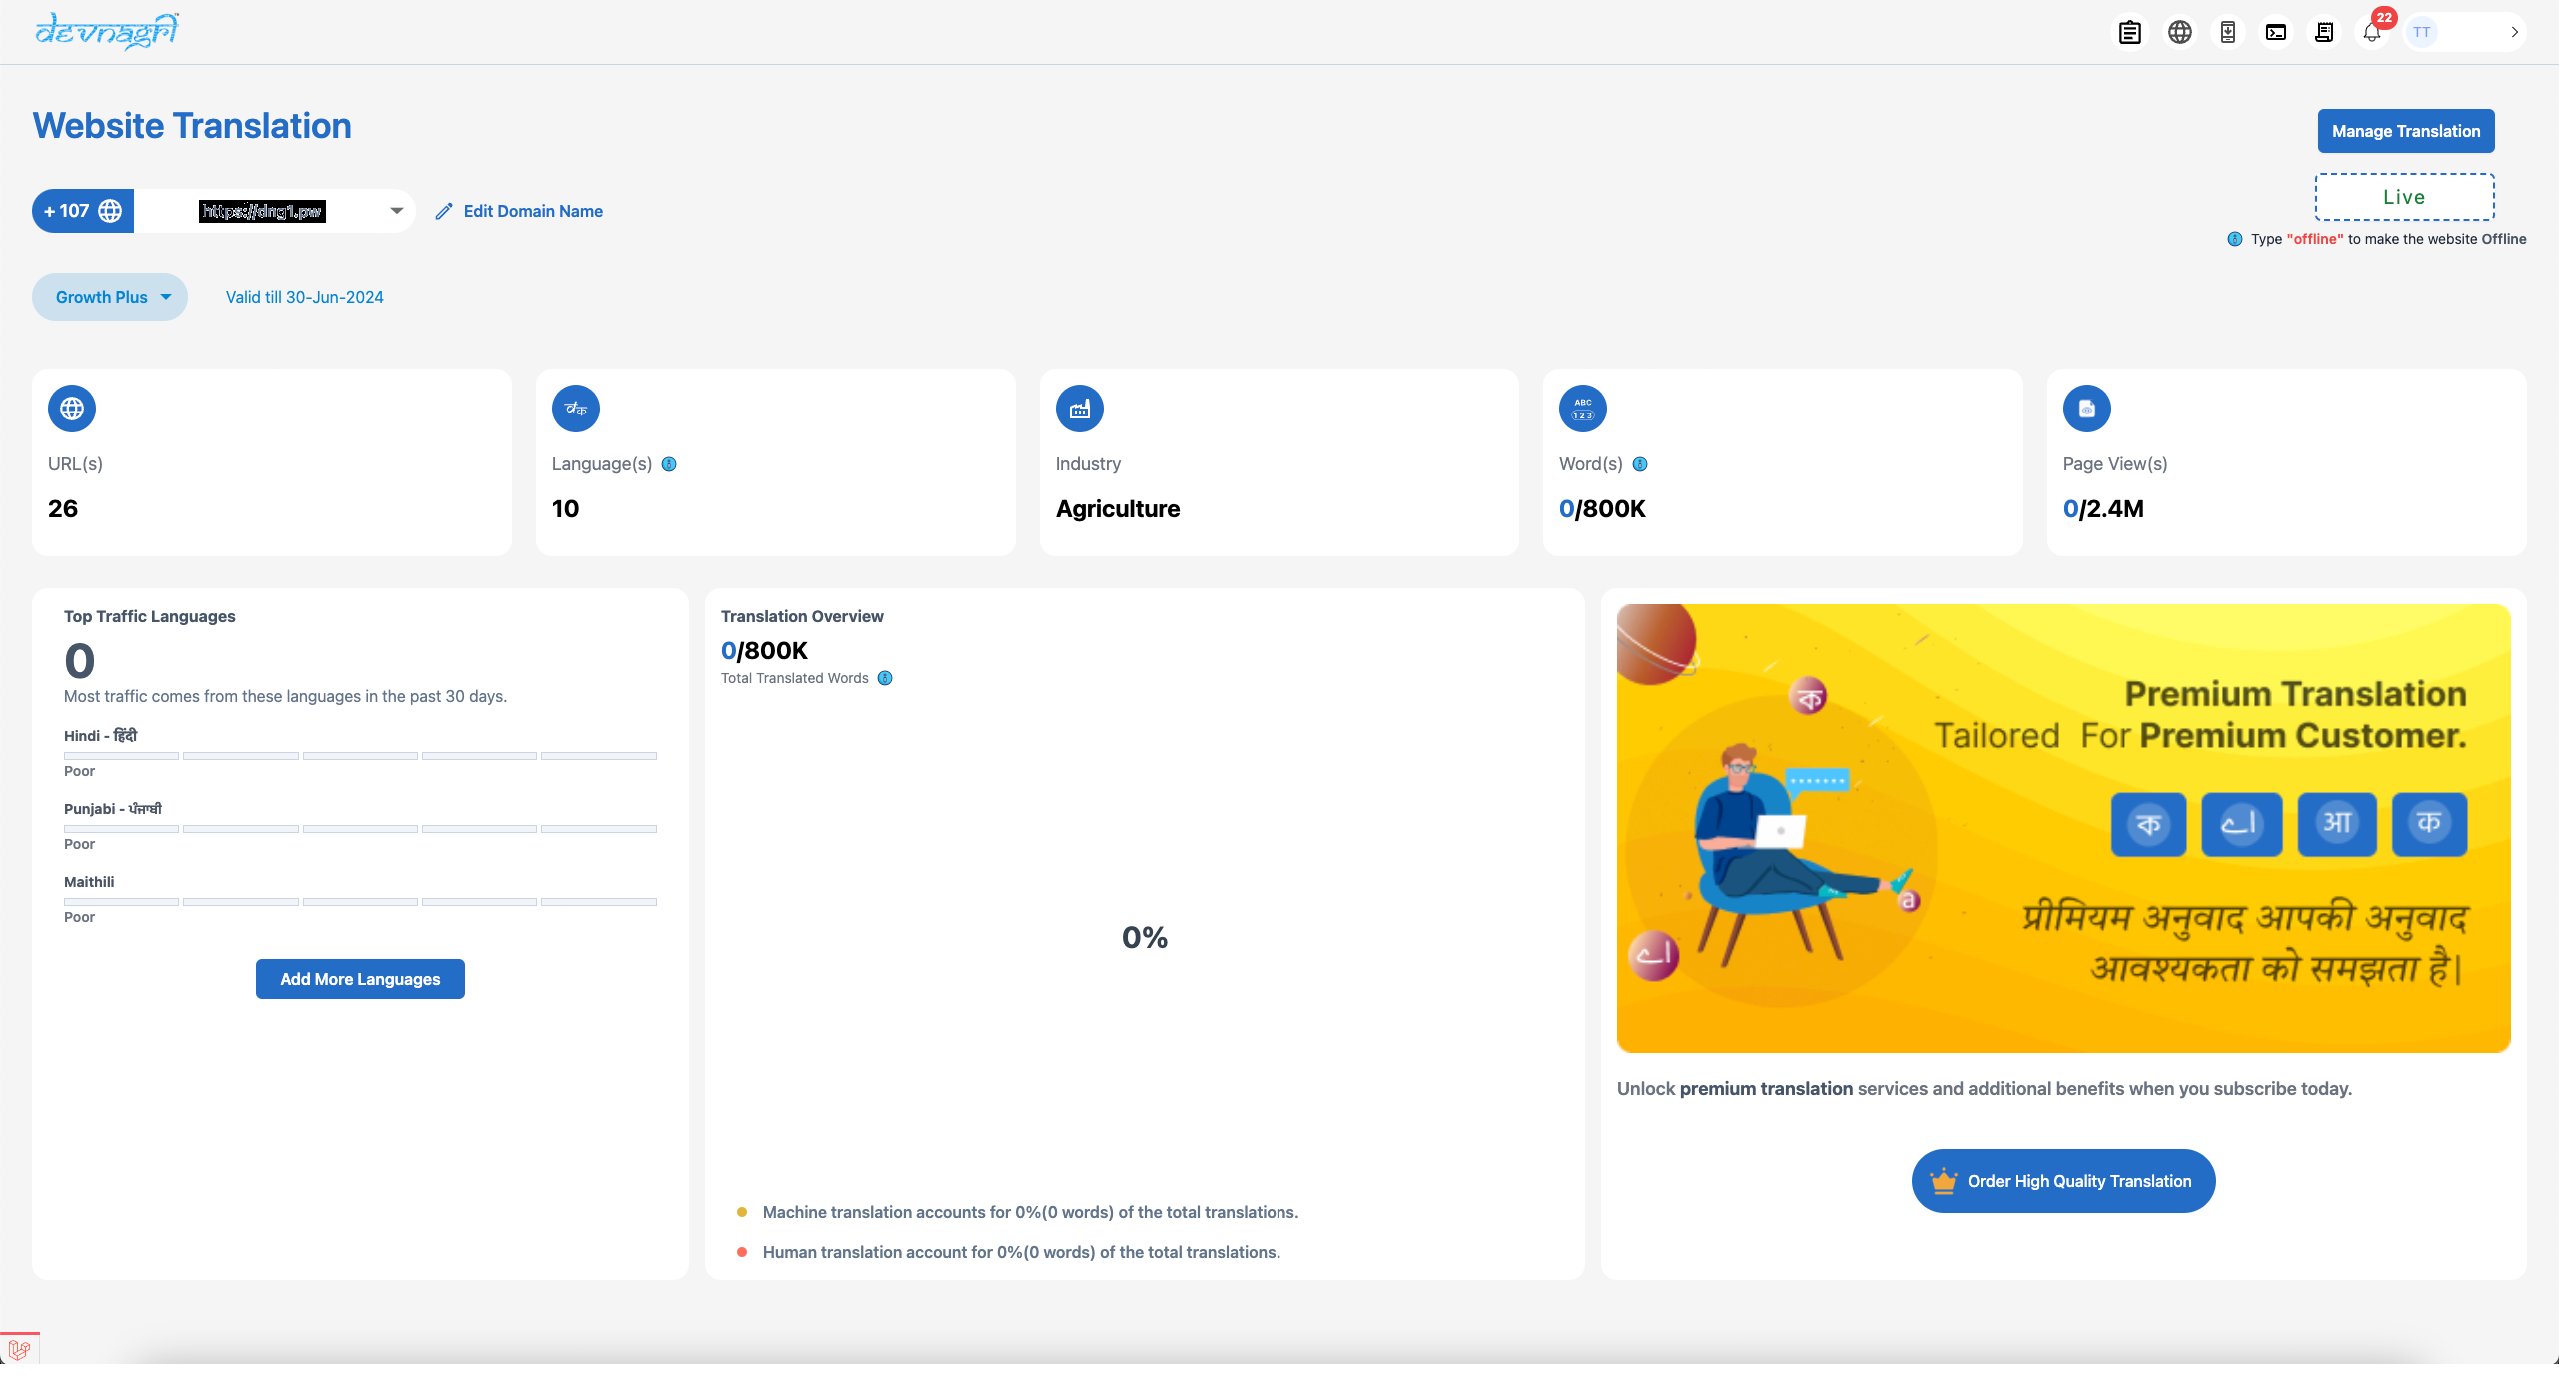 devnagri
22
TT
Website Translation
Manage Translation
+ 107
https://dng1.pw
Edit Domain Name
Live
Type "offline" to make the website Offline
Growth Plus
Valid till 30-Jun-2024
URL(s)
26
Language(s)
10
Industry
Agriculture
ABC
123
Word(s)
0/800K
Page View(s)
0/2.4M
Top Traffic Languages
0
Most traffic comes from these languages in the past 30 days.
Hindi - हिंदी
Poor
Punjabi - ਪੰਜਾਬੀ
Poor
Maithili
Poor
Add More Languages
Translation Overview
0/800K
Total Translated Words
0%
Machine translation accounts for 0%(0 words) of the total translations.
Human translation account for 0%(0 words) of the total translations.
Premium Translation
Tailored For Premium Customer.
क
आ
क
a
प्रीमियम अनुवाद आपकी अनुवाद
आवश्यकता को समझता है|
Unlock premium translation services and additional benefits when you subscribe today.
Order High Quality Translation